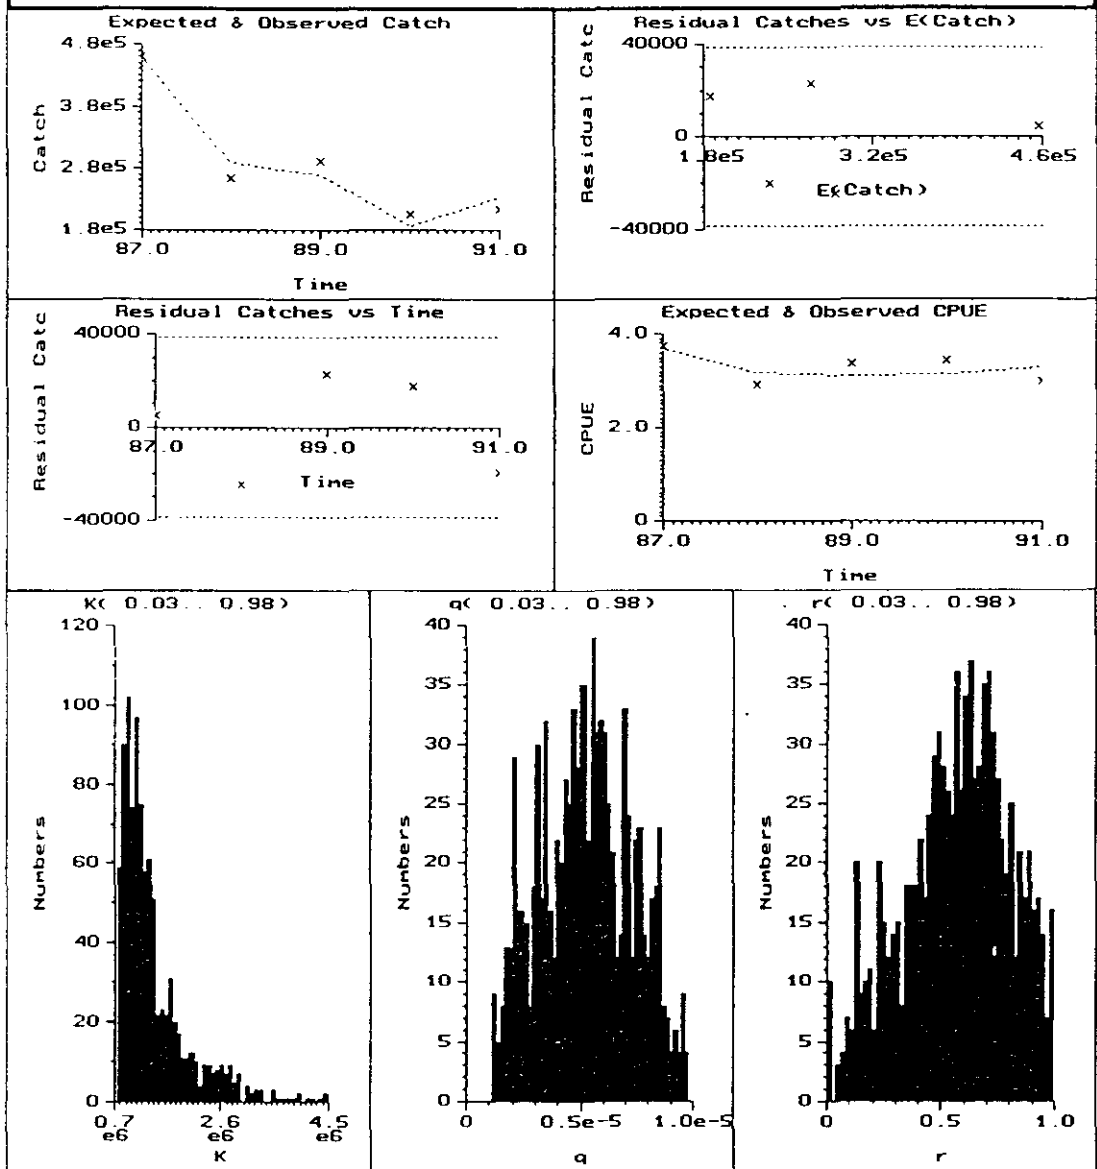 Expected & Observed Catch
4.8e5
3.8e5
2.8e5
1.8e5
Catch
87.0 89.0 91.0
Time
Residual Catches vs E(Catch)
40000
0
-40000
Residual Catc
1.8e5 3.2e5 4.6e5
E(Catch)
Residual Catches vs Time
40000
0
-40000
Residual Catc
87.0 89.0 91.0
Time
Expected & Observed CPUE
4.0
2.0
0
CPUE
87.0 89.0 91.0
Time
K( 0.03.. 0.98)
120
100
80
60
40
20
0
Numbers
0.7 2.6 4.5
e6 e6 e6
K
q( 0.03.. 0.98)
40
35
30
25
20
15
10
5
0
Numbers
0 0.5e-5 1.0e-5
q
r( 0.03.. 0.98)
40
35
30
25
20
15
10
5
0
Numbers
0 0.5 1.0
r